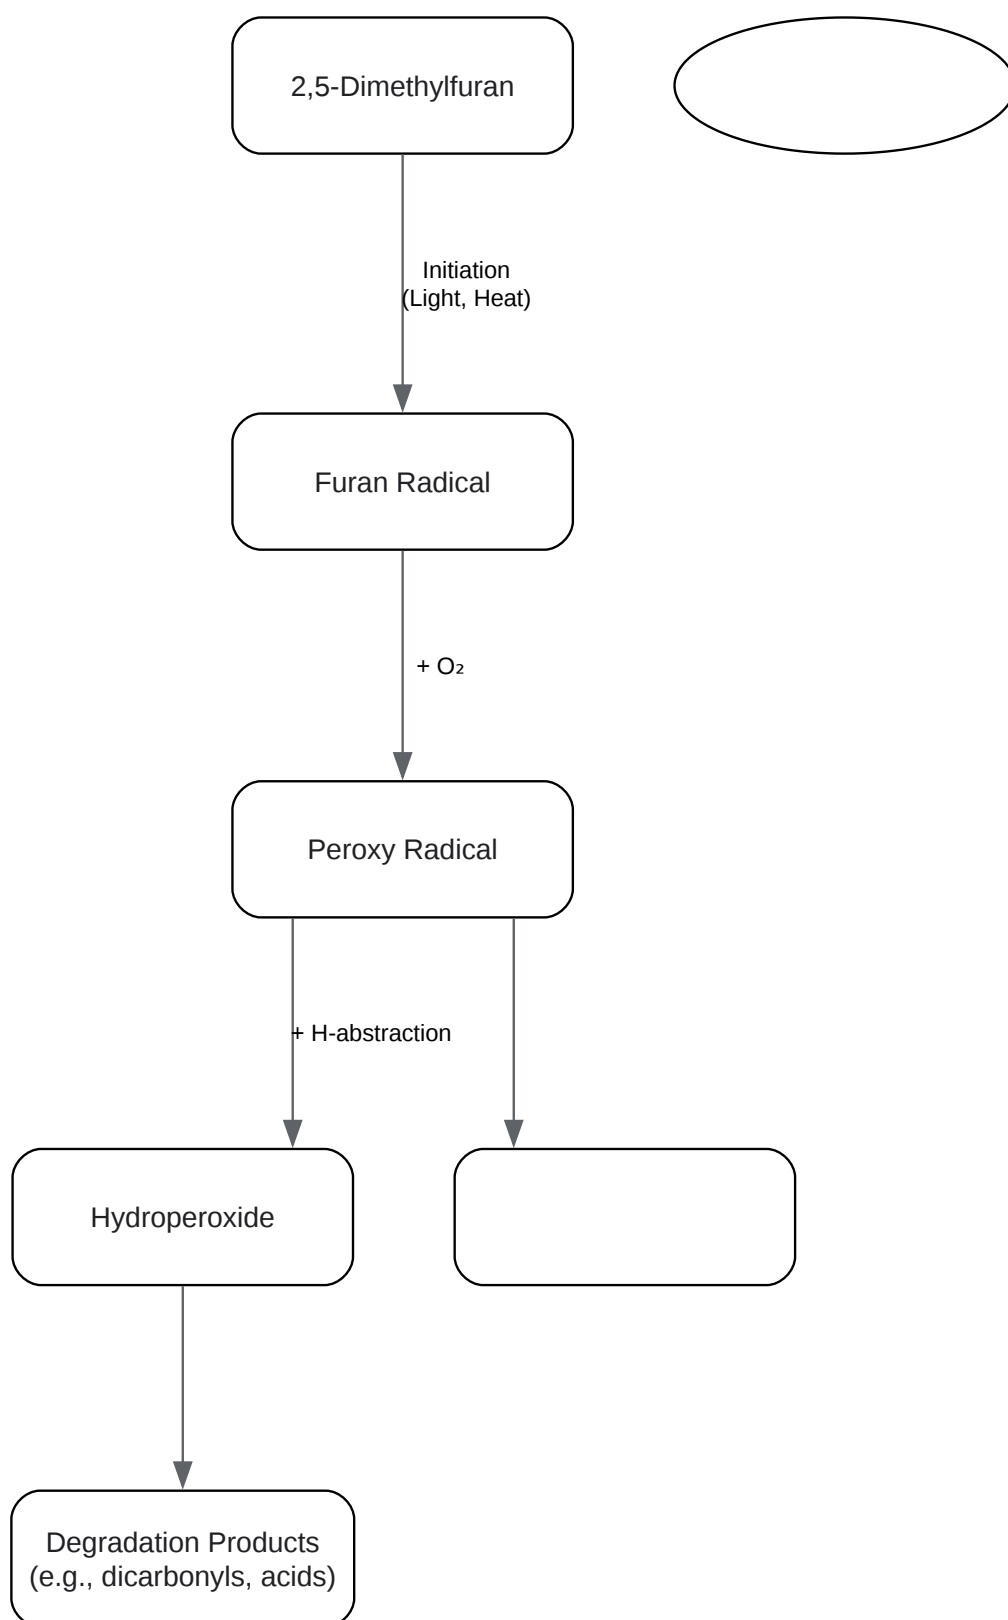 2,5-Dimethylfuran
Initiation
(Light, Heat)
Furan Radical
+ O₂
Peroxy Radical
+ H-abstraction
Hydroperoxide
Degradation Products
(e.g., dicarbonyls, acids)